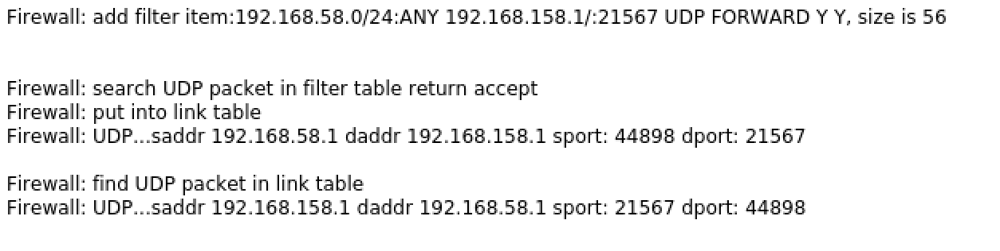 Firewall: add filter item:192.168.58.0/24:ANY 192.168.158.1/:21567 UDP FORWARD Y Y, size is 56
Firewall: search UDP packet in filter table return accept
Firewall: put into link table
Firewall: UDP...saddr 192.168.58.1 daddr 192.168.158.1 sport: 44898 dport: 21567
Firewall: find UDP packet in link table
Firewall: UDP...saddr 192.168.158.1 daddr 192.168.58.1 sport: 21567 dport: 44898